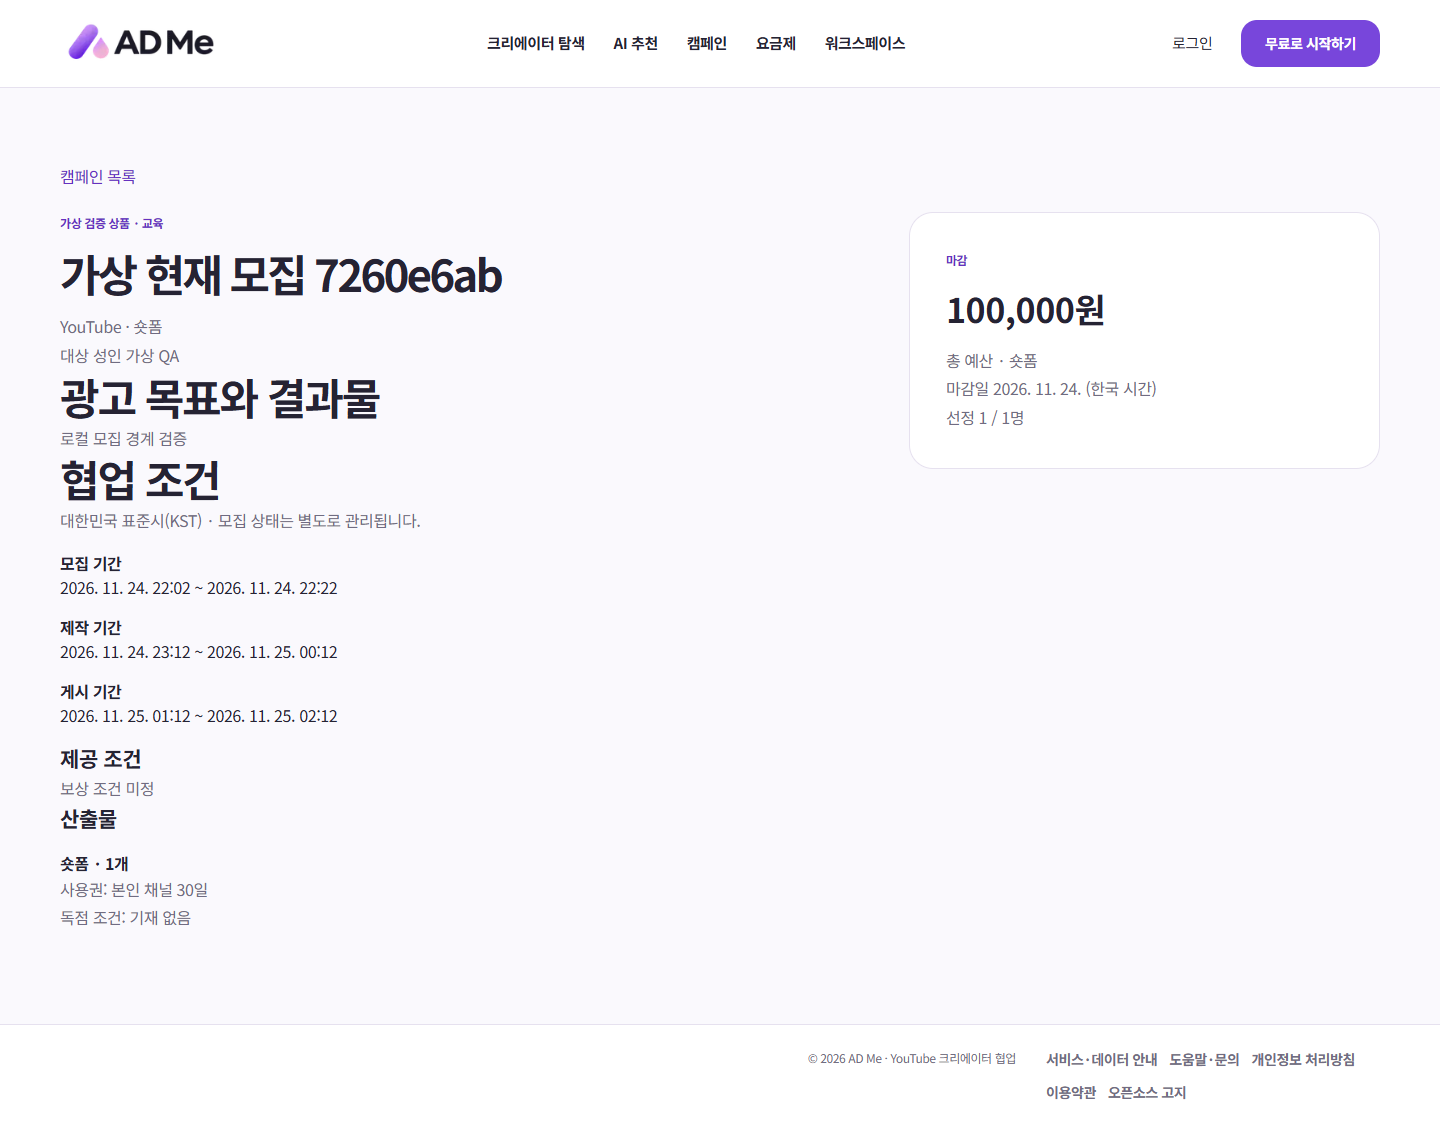 AD Me
크리에이터 탐색 AI 추천 캠페인 요금제 워크스페이스
로그인 무료로 시작하기
캠페인 목록
가상 검증 상품 · 교육
가상 현재 모집 7260e6ab
YouTube · 숏폼
대상 성인 가상 QA
광고 목표와 결과물
로컬 모집 경계 검증
협업 조건
대한민국 표준시(KST) · 모집 상태는 별도로 관리됩니다.
모집 기간
2026. 11. 24. 22:02 ~ 2026. 11. 24. 22:22
제작 기간
2026. 11. 24. 23:12 ~ 2026. 11. 25. 00:12
게시 기간
2026. 11. 25. 01:12 ~ 2026. 11. 25. 02:12
제공 조건
보상 조건 미정
산출물
숏폼 · 1개
사용권: 본인 채널 30일
독점 조건: 기재 없음
마감
100,000원
총 예산 · 숏폼
마감일 2026. 11. 24. (한국 시간)
선정 1 / 1명
© 2026 AD Me · YouTube 크리에이터 협업
서비스·데이터 안내 도움말·문의 개인정보 처리방침
이용약관 오픈소스 고지